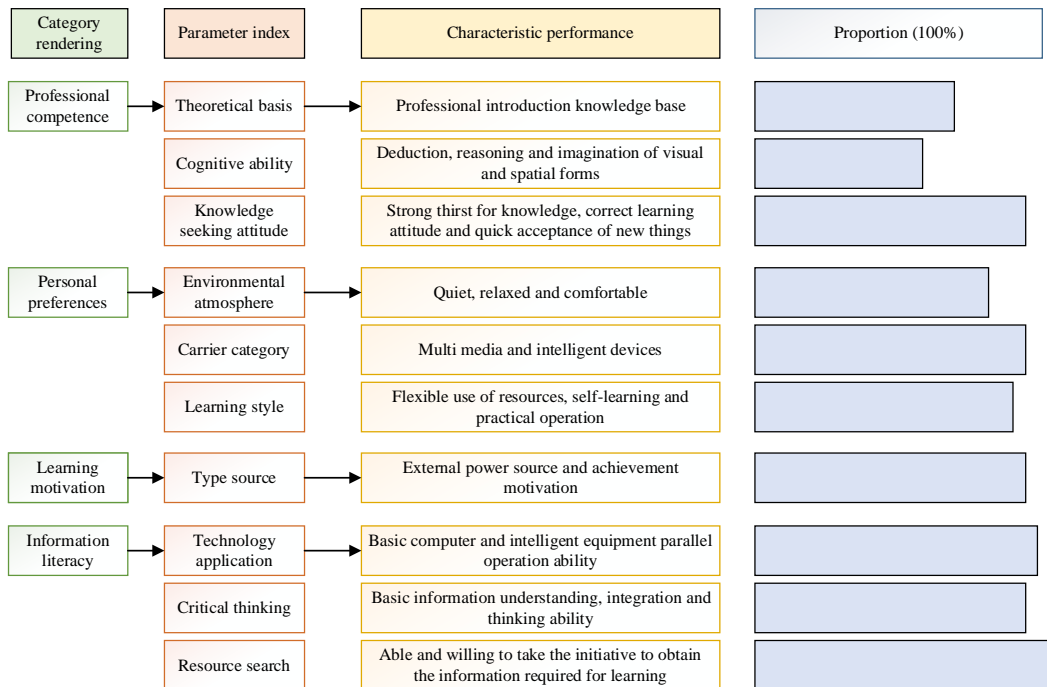 Category
rendering
Parameter index
Characteristic performance
Proportion (100%)
Professional
competence
Theoretical basis
Professional introduction knowledge base
Cognitive ability
Deduction, reasoning and imagination of visual
and spatial forms
Knowledge
seeking attitude
Strong thirst for knowledge, correct learning
attitude and quick acceptance of new things
Personal
preferences
Environmental
atmosphere
Quiet, relaxed and comfortable
Carrier category
Multi media and intelligent devices
Learning style
Flexible use of resources, self-learning and
practical operation
Learning
motivation
Type source
External power source and achievement
motivation
Information
literacy
Technology
application
Basic computer and intelligent equipment parallel
operation ability
Critical thinking
Basic information understanding, integration and
thinking ability
Resource search
Able and willing to take the initiative to obtain
the information required for learning